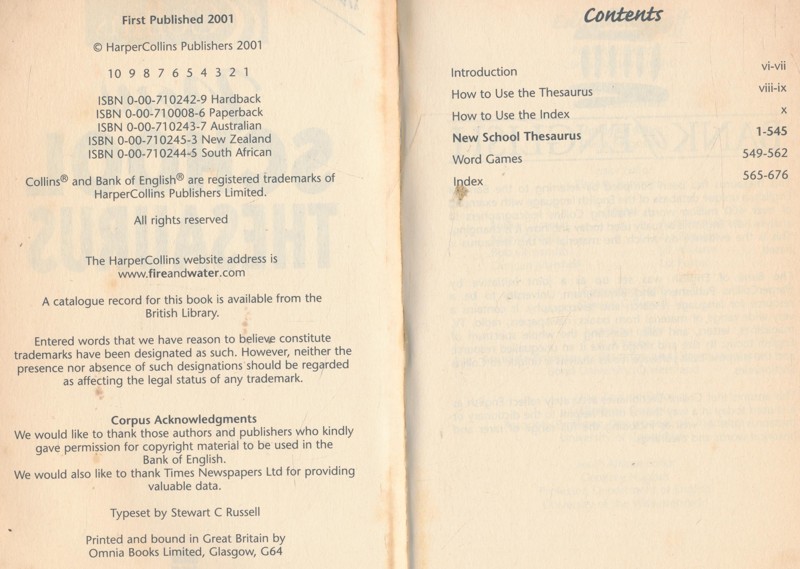 First Published 2001
© HarperCollins Publishers 2001
10 9 8 7 6 5 4 3 2 1
ISBN 0-00-710242-9 Hardback
ISBN 0-00-710008-6 Paperback
ISBN 0-00-710243-7 Australian
ISBN 0-00-710245-3 New Zealand
ISBN 0-00-710244-5 South African
Collins® and Bank of English® are registered trademarks of
HarperCollins Publishers Limited.
All rights reserved
The HarperCollins website address is
www.fireandwater.com
A catalogue record for this book is available from the
British Library.
Entered words that we have reason to believe constitute
trademarks have been designated as such. However, neither the
presence nor absence of such designations should be regarded
as affecting the legal status of any trademark.
Corpus Acknowledgments
We would like to thank those authors and publishers who kindly
gave permission for copyright material to be used in the
Bank of English.
We would also like to thank Times Newspapers Ltd for providing
valuable data.
Typeset by Stewart C Russell
Printed and bound in Great Britain by
Omnia Books Limited, Glasgow, G64
Contents
Introduction vi-vii
How to Use the Thesaurus viii-ix
How to Use the Index x
New School Thesaurus 1-545
Word Games 549-562
Index 565-676